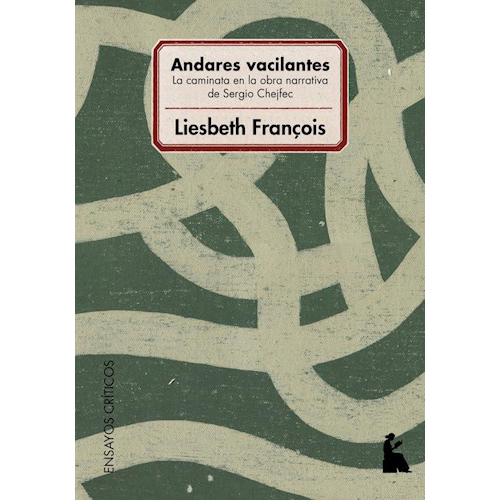 Andares vacilantes
La caminata en la obra narrativa
de Sergio Chejfec
Liesbeth François
ENSAYOS CRÍTICOS